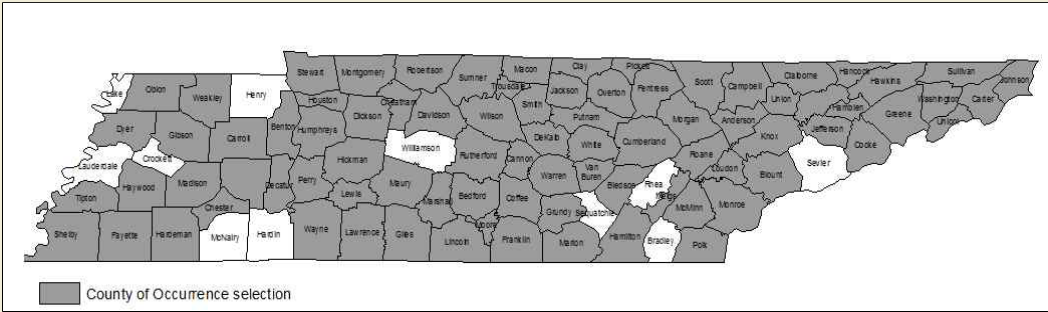 Stewart Montgomery Robertson Sumner Macon Clay Pickett Scott Campbell Claiborne Hancock Hawkins Sullivan Johnson
Lake Obion Weakley Henry Houston Cheatham Trousdale Smith Jackson Overton Fentress Union Hamblen Greene Washington Carter
Dyer Gibson Carroll Benton Humphreys Dickson Davidson Wilson Putnam Morgan Anderson Knox Jefferson Cocke
Lauderdale Crockett Hickman Williamson Rutherford Cannon DeKalb White Cumberland Roane Loudon Blount Sevier
Tipton Haywood Madison Decatur Perry Lewis Maury Marshall Bedford Coffee Warren Van Buren Bledsoe Rhea McMinn Monroe
Shelby Fayette Hardeman Chester McNairy Hardin Wayne Lawrence Giles Lincoln Moore Franklin Grundy Marion Sequatchie Hamilton Bradley Polk
County of Occurrence selection